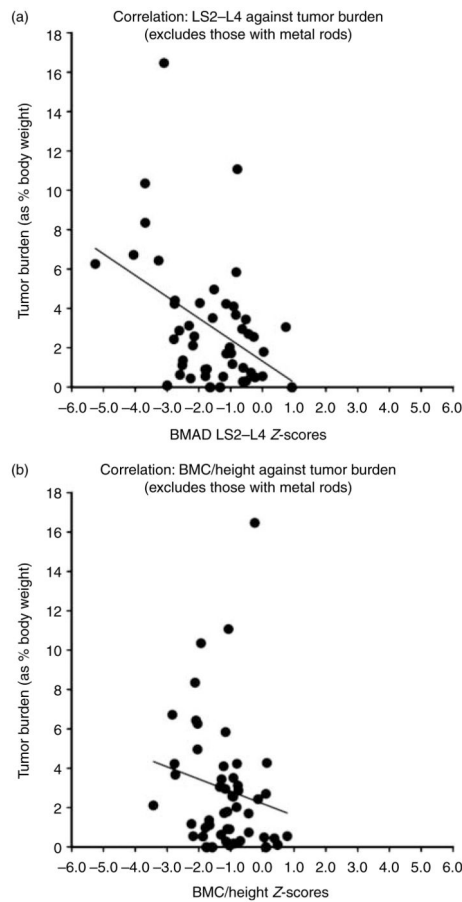 (a)
Correlation: LS2–L4 against tumor burden
(excludes those with metal rods)
18
16
14
12
10
8
6
4
2
0
Tumor burden (as % body weight)
–6.0 –5.0 –4.0 –3.0 –2.0 –1.0 0.0 1.0 2.0 3.0 4.0 5.0 6.0
BMAD LS2–L4 Z-scores
(b)
Correlation: BMC/height against tumor burden
(excludes those with metal rods)
18
16
14
12
10
8
6
4
2
0
Tumor burden (as % body weight)
–6.0 –5.0 –4.0 –3.0 –2.0 –1.0 0.0 1.0 2.0 3.0 4.0 5.0 6.0
BMC/height Z-scores